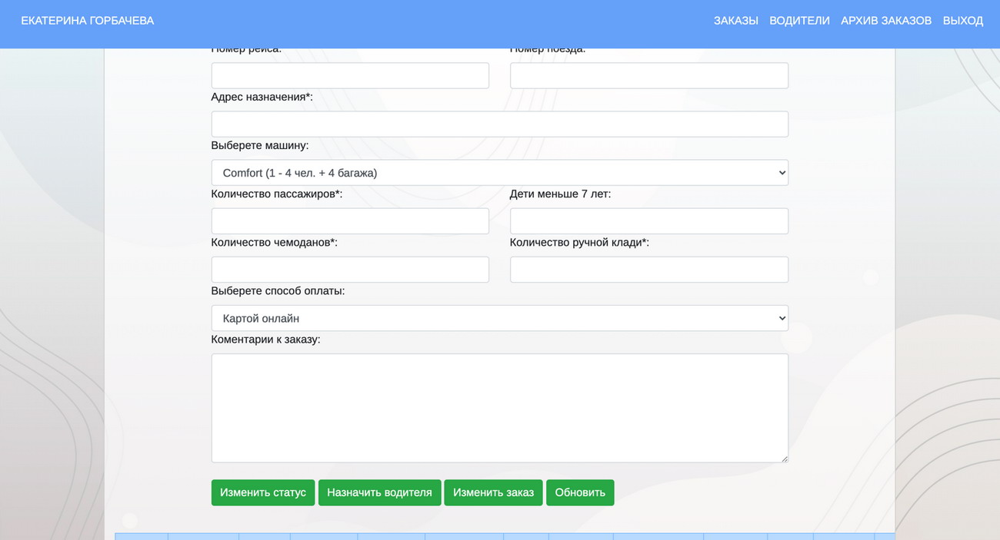 ЕКАТЕРИНА ГОРБАЧЕВА ЗАКАЗЫ ВОДИТЕЛИ АРХИВ ЗАКАЗОВ ВЫХОД
Номер рейса: Номер поезда:
Адрес назначения*:
Выберете машину:
Comfort (1 - 4 чел. + 4 багажа)
Количество пассажиров*: Дети меньше 7 лет:
Количество чемоданов*: Количество ручной клади*:
Выберете способ оплаты:
Картой онлайн
Коментарии к заказу:
Изменить статус Назначить водителя Изменить заказ Обновить